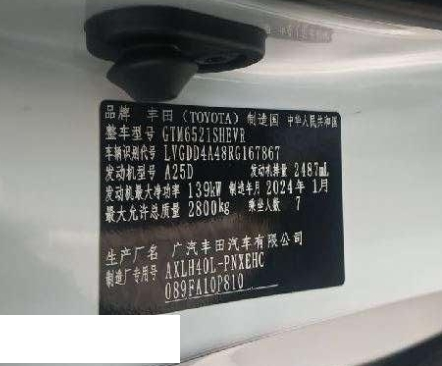 品牌 丰田（TOYOTA） 制造国 中华人民共和国
整车型号 GTM6521SHEVR
车辆识别代号 LVGDD4A48RG167867
发动机型号 A25D 发动机排量 2487mL
发动机最大净功率 139kW 制造年月 2024年1月
最大允许总质量 2800kg 乘坐人数 7
生产厂名 广汽丰田汽车有限公司
制造厂专用号 AXLH40L-PNXEHC
089FA10P810